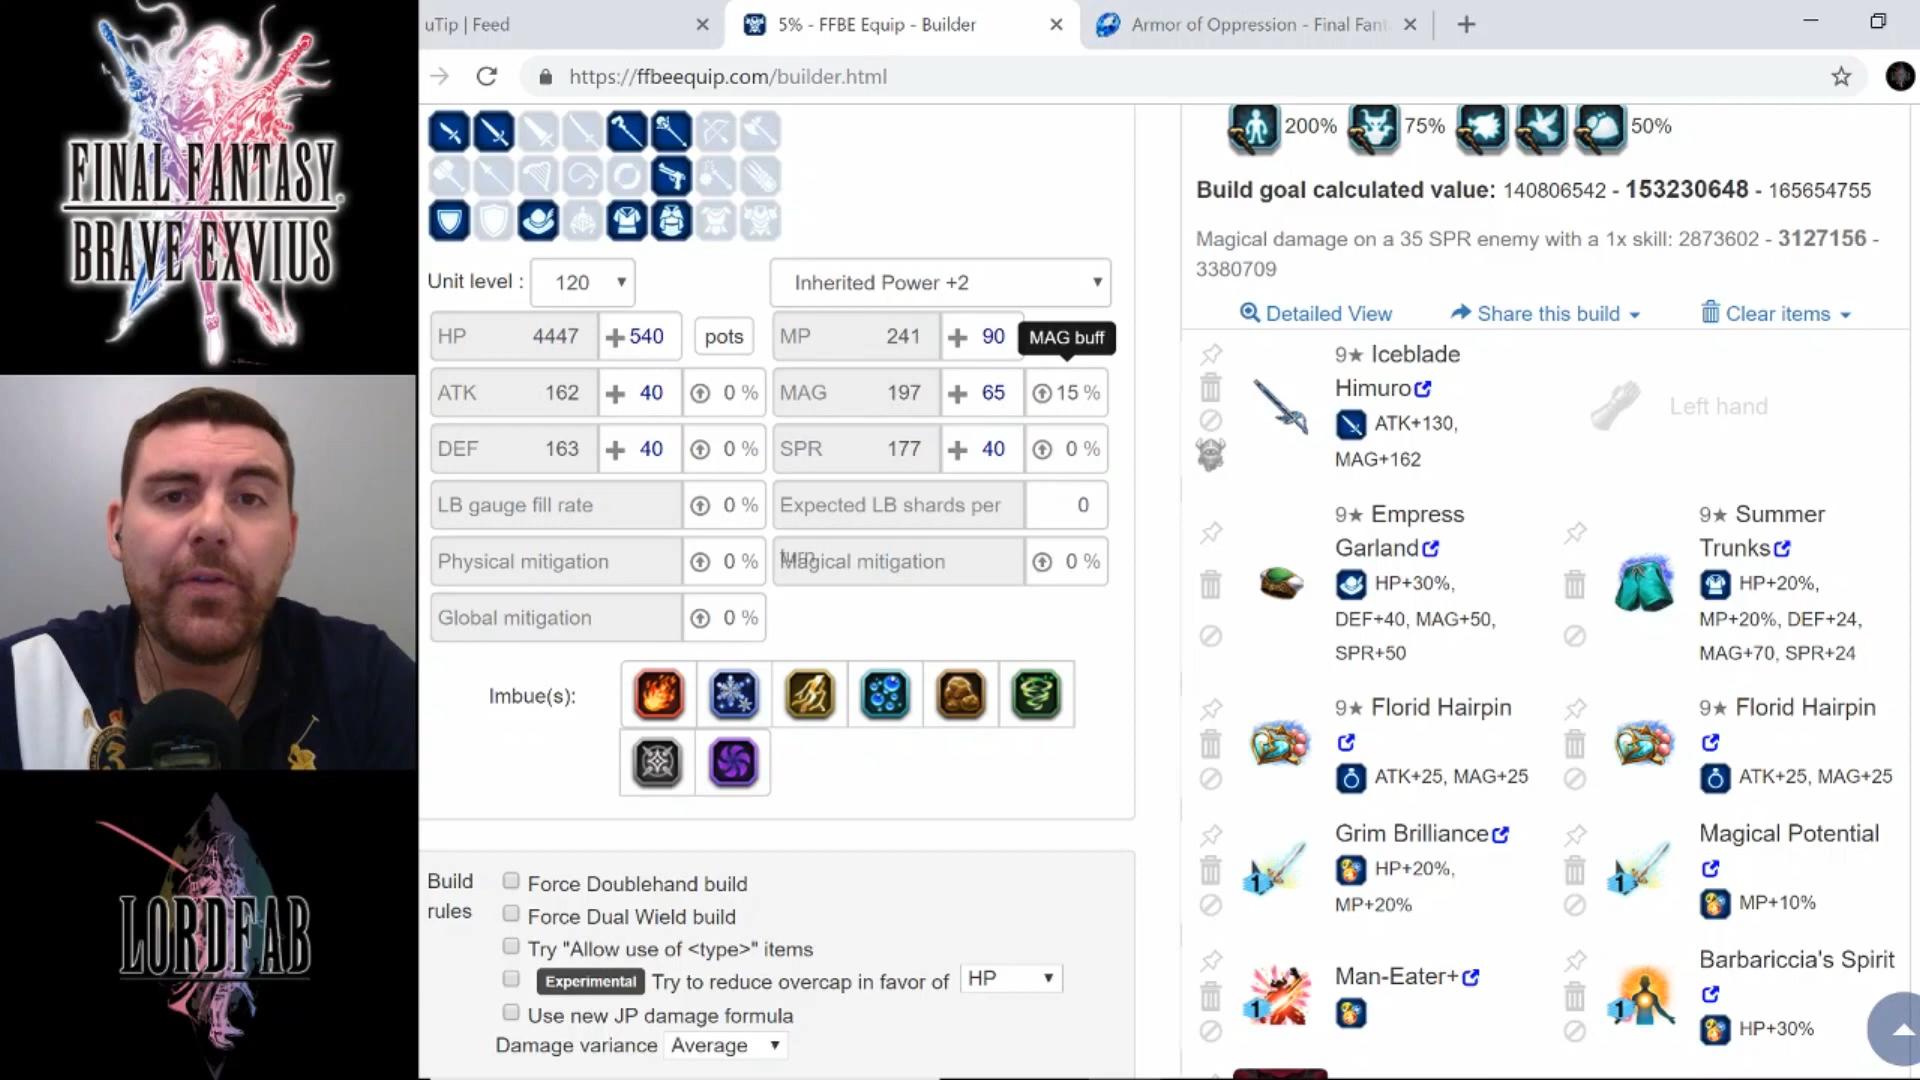 FINAL FANTASY
BRAVE EXVIUS
LORDFAB
uTip | Feed
5% - FFBE Equip - Builder
Armor of Oppression - Final Fant
https://ffbeequip.com/builder.html
Unit level :
120
Inherited Power +2
HP
4447
540
pots
MP
241
90
MAG buff
ATK
162
40
0 %
MAG
197
65
15 %
DEF
163
40
0 %
SPR
177
40
0 %
LB gauge fill rate
0 %
Expected LB shards per
turn
0
Physical mitigation
0 %
Magical mitigation
0 %
Global mitigation
0 %
Imbue(s):
Build
rules
Force Doublehand build
Force Dual Wield build
Try "Allow use of <type>" items
Experimental Try to reduce overcap in favor of HP
Use new JP damage formula
Damage variance Average
200% 75% 50%
Build goal calculated value: 140806542 - 153230648 - 165654755
Magical damage on a 35 SPR enemy with a 1x skill: 2873602 - 3127156 -
3380709
Detailed View
Share this build
Clear items
9★ Iceblade
Himuro
ATK+130,
MAG+162
Left hand
9★ Empress
Garland
HP+30%,
DEF+40, MAG+50,
SPR+50
9★ Summer
Trunks
HP+20%,
MP+20%, DEF+24,
MAG+70, SPR+24
9★ Florid Hairpin
ATK+25, MAG+25
9★ Florid Hairpin
ATK+25, MAG+25
1
Grim Brilliance
HP+20%,
MP+20%
1
Magical Potential
MP+10%
1
Man-Eater+
1
Barbariccia's Spirit
HP+30%